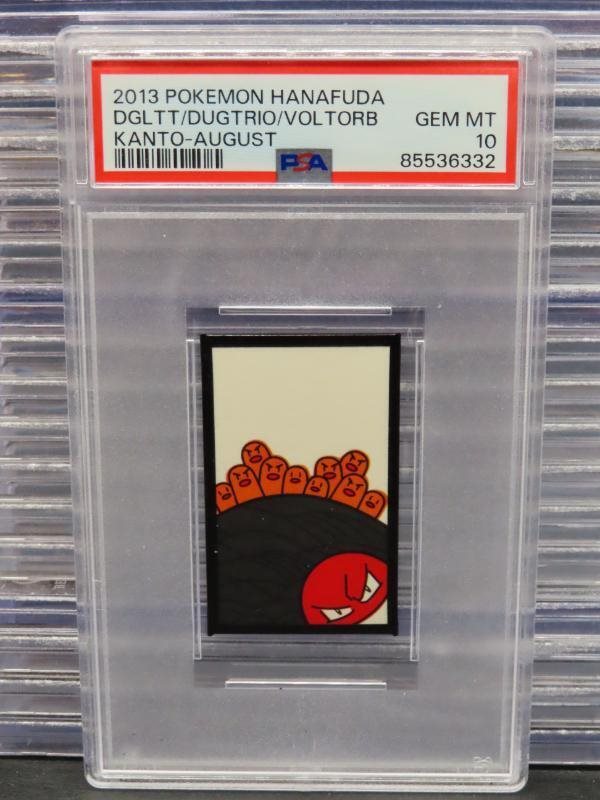 2013 POKEMON HANAFUDA
DGLTT/DUGTRIO/VOLTORB
KANTO-AUGUST
GEM MT
10
85536332
PSA